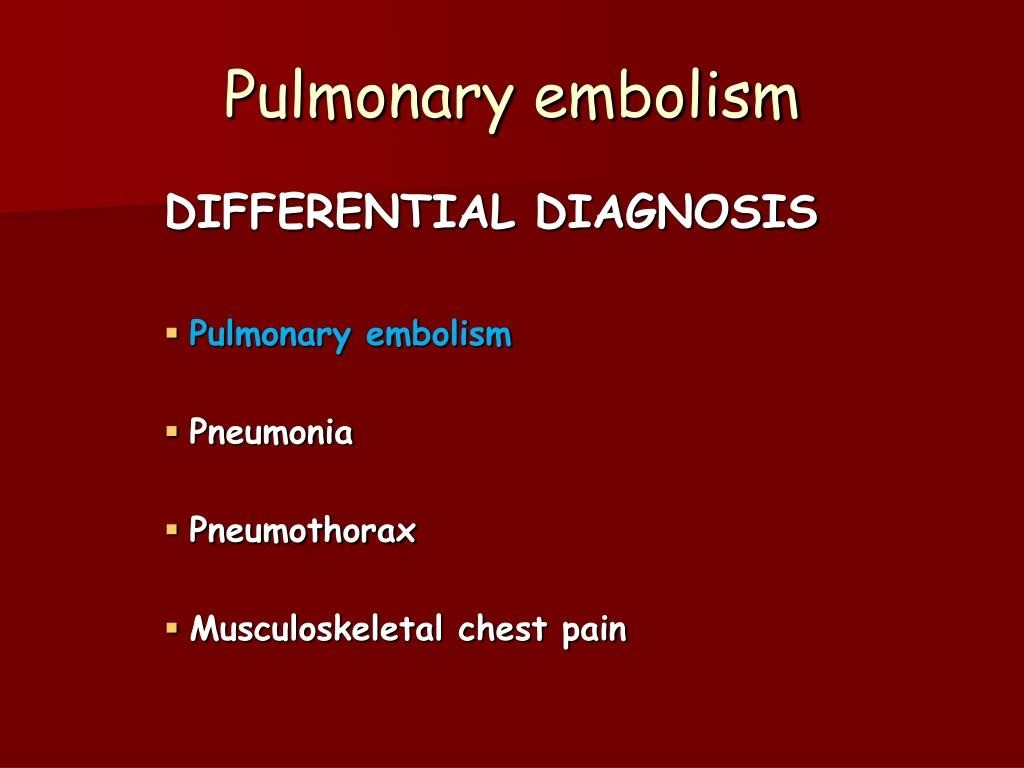 Pulmonary embolism
DIFFERENTIAL DIAGNOSIS
▪ Pulmonary embolism
▪ Pneumonia
▪ Pneumothorax
▪ Musculoskeletal chest pain